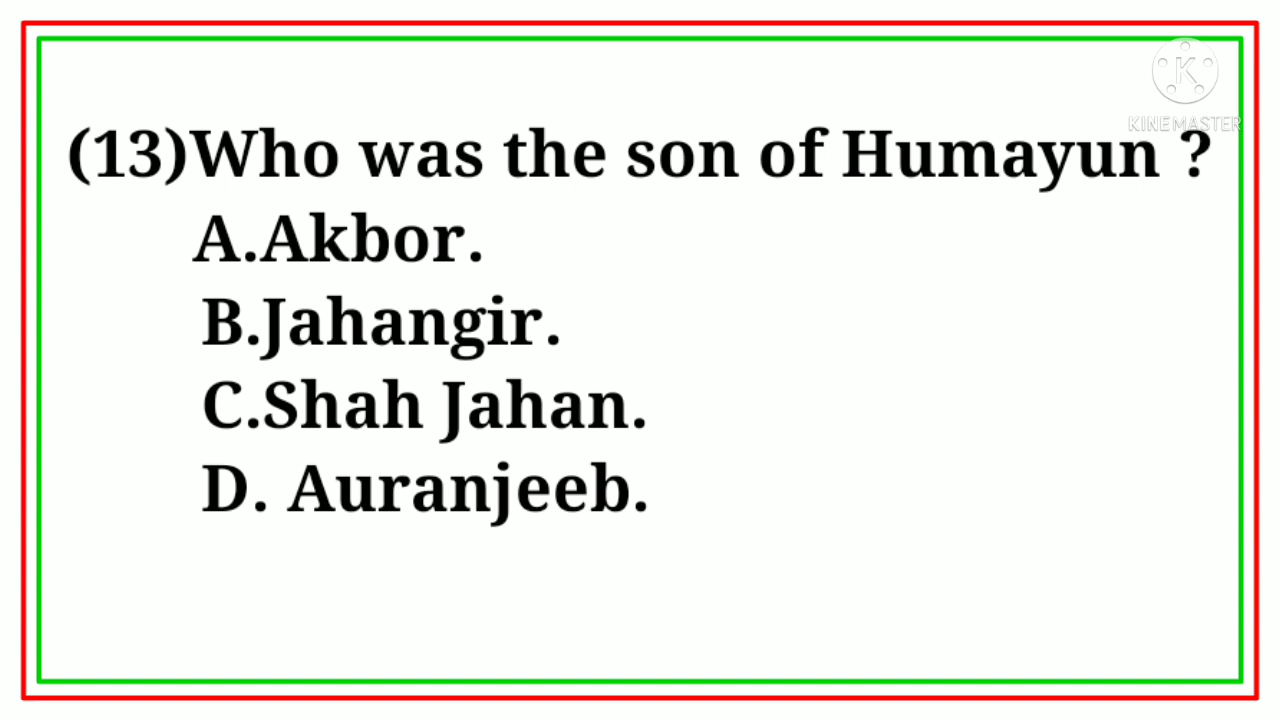 KINEMASTER
(13)Who was the son of Humayun ?
A.Akbor.
B.Jahangir.
C.Shah Jahan.
D. Auranjeeb.